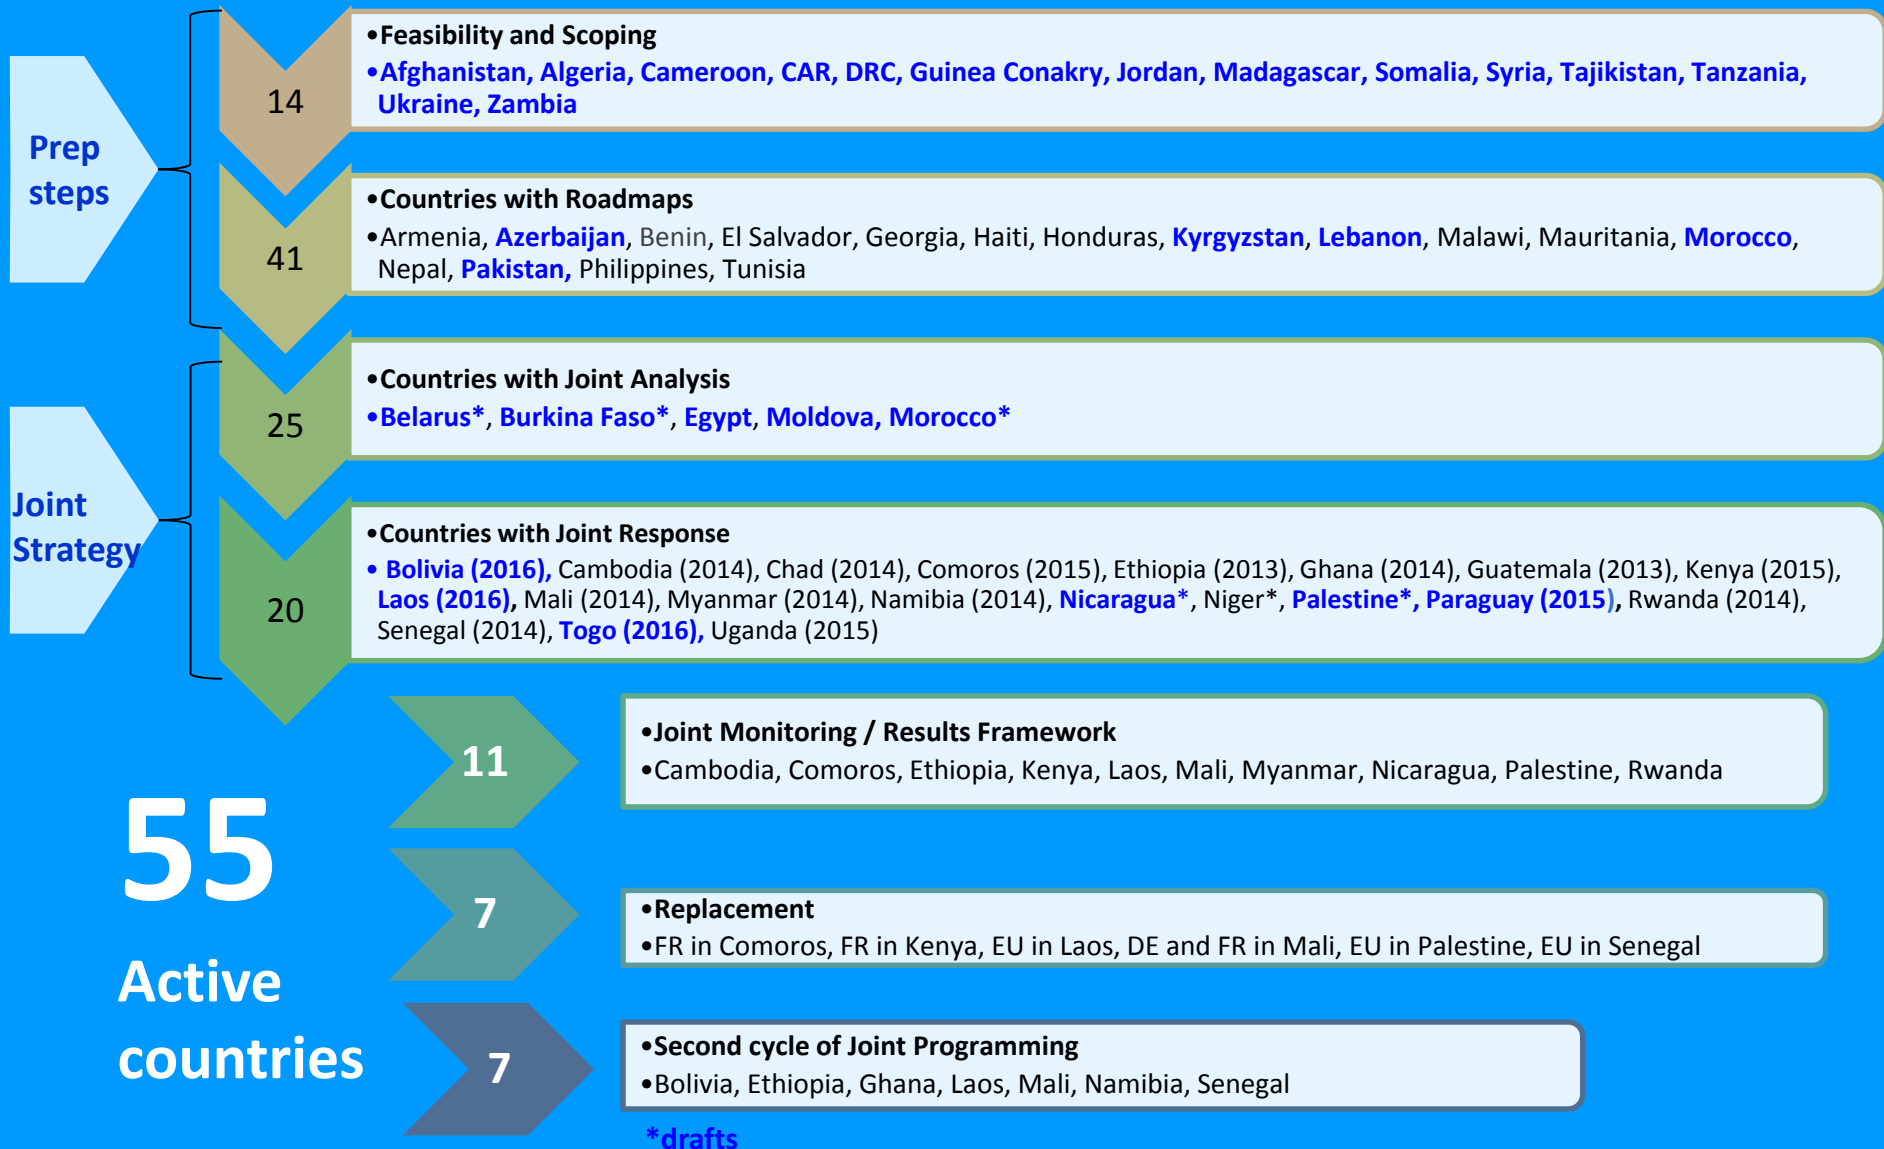 Prep
steps
14
•Feasibility and Scoping
•Afghanistan, Algeria, Cameroon, CAR, DRC, Guinea Conakry, Jordan, Madagascar, Somalia, Syria, Tajikistan, Tanzania,
Ukraine, Zambia
41
•Countries with Roadmaps
•Armenia, Azerbaijan, Benin, El Salvador, Georgia, Haiti, Honduras, Kyrgyzstan, Lebanon, Malawi, Mauritania, Morocco,
Nepal, Pakistan, Philippines, Tunisia
Joint
Strategy
25
•Countries with Joint Analysis
•Belarus*, Burkina Faso*, Egypt, Moldova, Morocco*
20
•Countries with Joint Response
• Bolivia (2016), Cambodia (2014), Chad (2014), Comoros (2015), Ethiopia (2013), Ghana (2014), Guatemala (2013), Kenya (2015),
Laos (2016), Mali (2014), Myanmar (2014), Namibia (2014), Nicaragua*, Niger*, Palestine*, Paraguay (2015), Rwanda (2014),
Senegal (2014), Togo (2016), Uganda (2015)
11
•Joint Monitoring / Results Framework
•Cambodia, Comoros, Ethiopia, Kenya, Laos, Mali, Myanmar, Nicaragua, Palestine, Rwanda
55
Active
countries
7
•Replacement
•FR in Comoros, FR in Kenya, EU in Laos, DE and FR in Mali, EU in Palestine, EU in Senegal
7
•Second cycle of Joint Programming
•Bolivia, Ethiopia, Ghana, Laos, Mali, Namibia, Senegal
*drafts